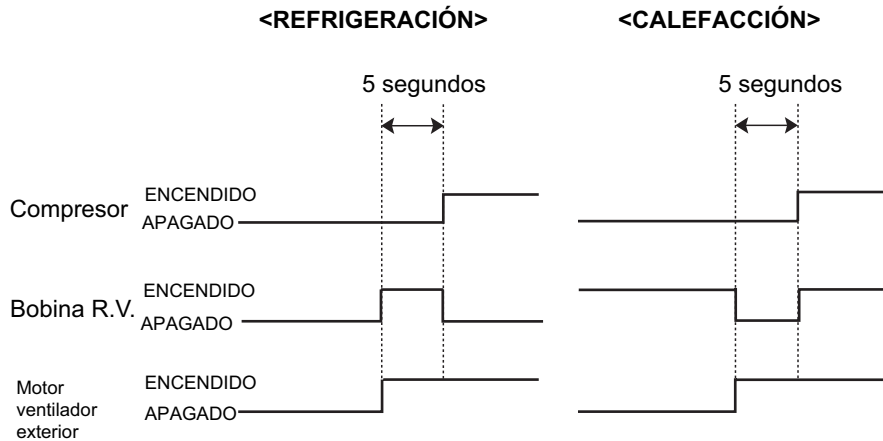 <REFRIGERACIÓN> <CALEFACCIÓN>
5 segundos 5 segundos
Compresor
ENCENDIDO
APAGADO
Bobina R.V.
ENCENDIDO
APAGADO
Motor
ventilador
exterior
ENCENDIDO
APAGADO